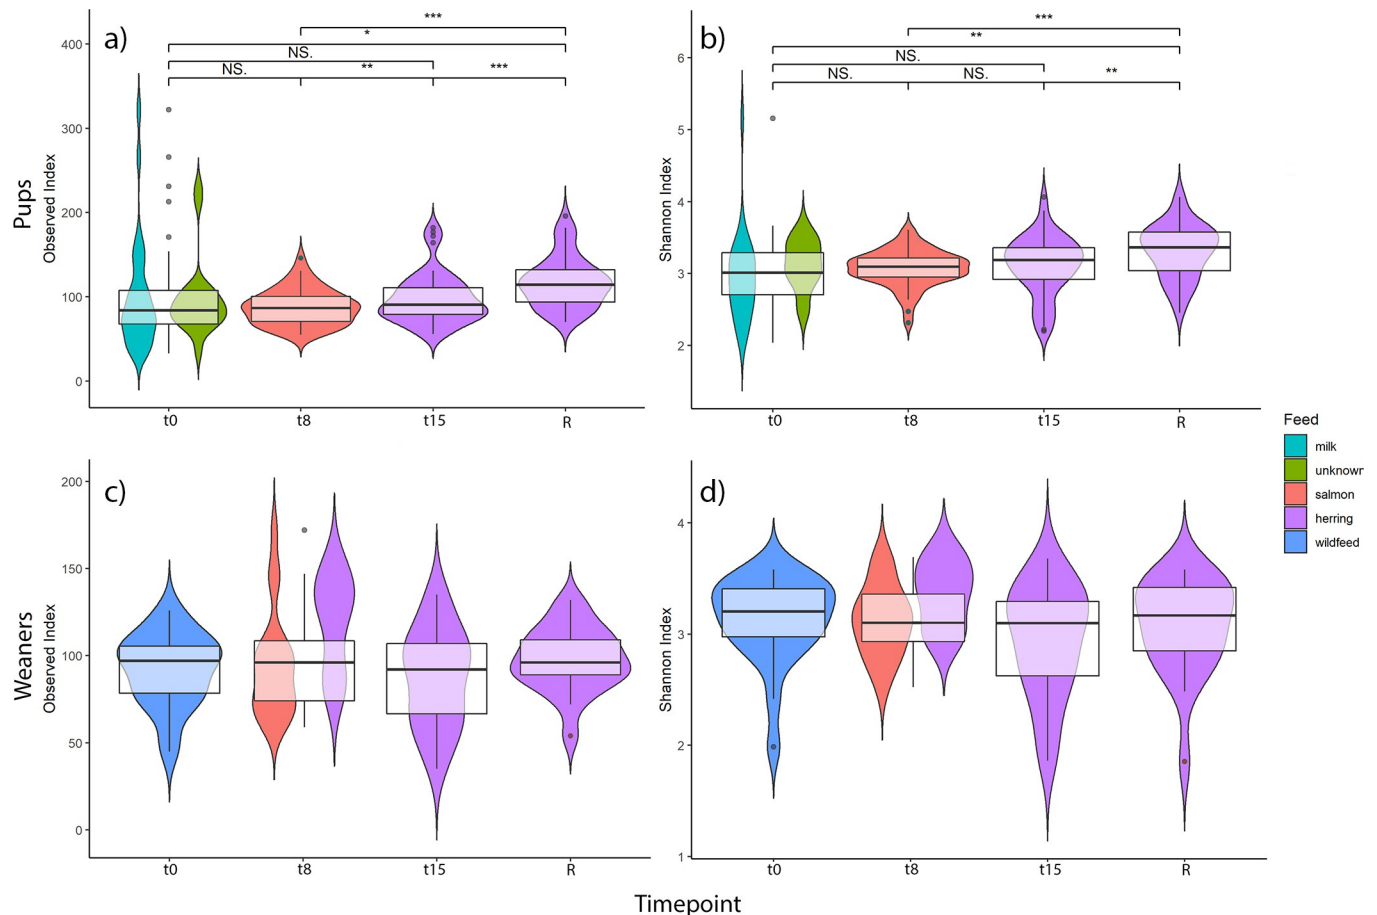 a)
***
*
NS.
NS.
**
***
400
300
200
100
0
Pups
Observed Index
t0
t8
t15
R
b)
***
**
NS.
NS.
NS.
**
6
5
4
3
2
Shannon Index
t0
t8
t15
R
Feed
milk
unknown
salmon
herring
wildfeed
c)
200
150
100
50
0
Weaners
Observed Index
t0
t8
t15
R
d)
4
3
2
1
Shannon Index
t0
t8
t15
R
Timepoint